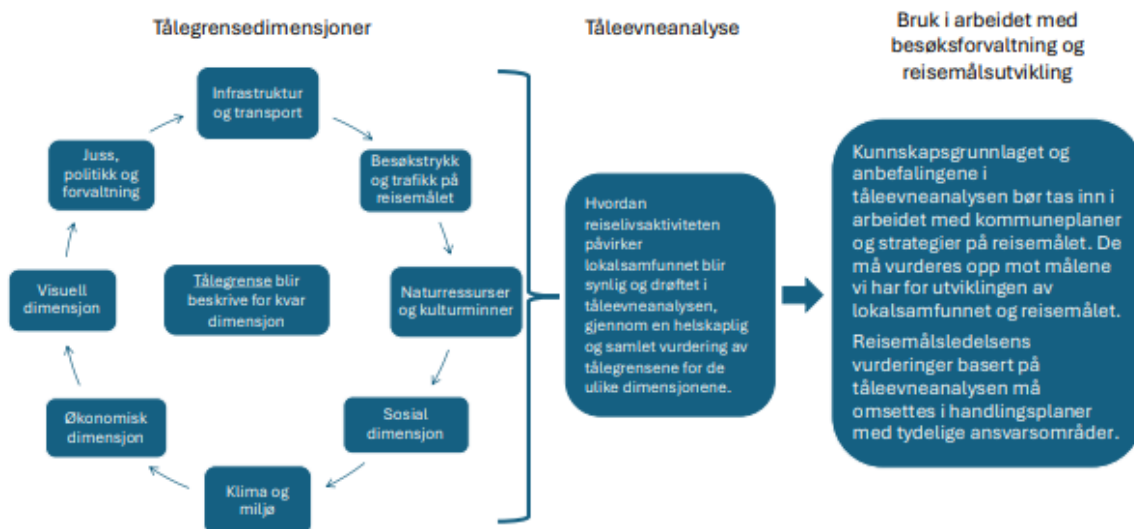 Tålegrensedimensjoner
Infrastruktur
og transport
Besøkstrykk
og trafikk på
reisemålet
Naturressurser
og kulturminner
Sosial
dimensjon
Klima og
miljø
Økonomisk
dimensjon
Visuell
dimensjon
Juss,
politikk og
forvaltning
Tålegrense blir
beskrive for kvar
dimensjon
Tåleevneanalyse
Hvordan
reiselivsaktiviteten
påvirker
lokalsamfunnet blir
synlig og drøftet i
tåleevneanalysen,
gjennom en helskaplig
og samlet vurdering av
tålegrensene for de
ulike dimensjonene.
Bruk i arbeidet med
besøksforvaltning og
reisemålsutvikling
Kunnskapsgrunnlaget og
anbefalingene i
tåleevneanalysen bør tas inn i
arbeidet med kommuneplaner
og strategier på reisemålet. De
må vurderes opp mot målene
vi har for utviklingen av
lokalsamfunnet og reisemålet.
Reisemålsledelsens
vurderinger basert på
tåleevneanalysen må
omsettes i handlingsplaner
med tydelige ansvarsområder.